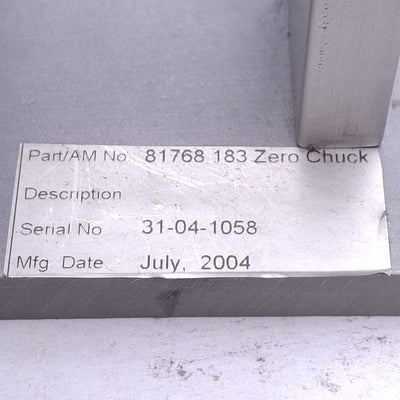 Part/AM No 81768 183 Zero Chuck
Description
Serial No 31-04-1058
Mfg Date July, 2004